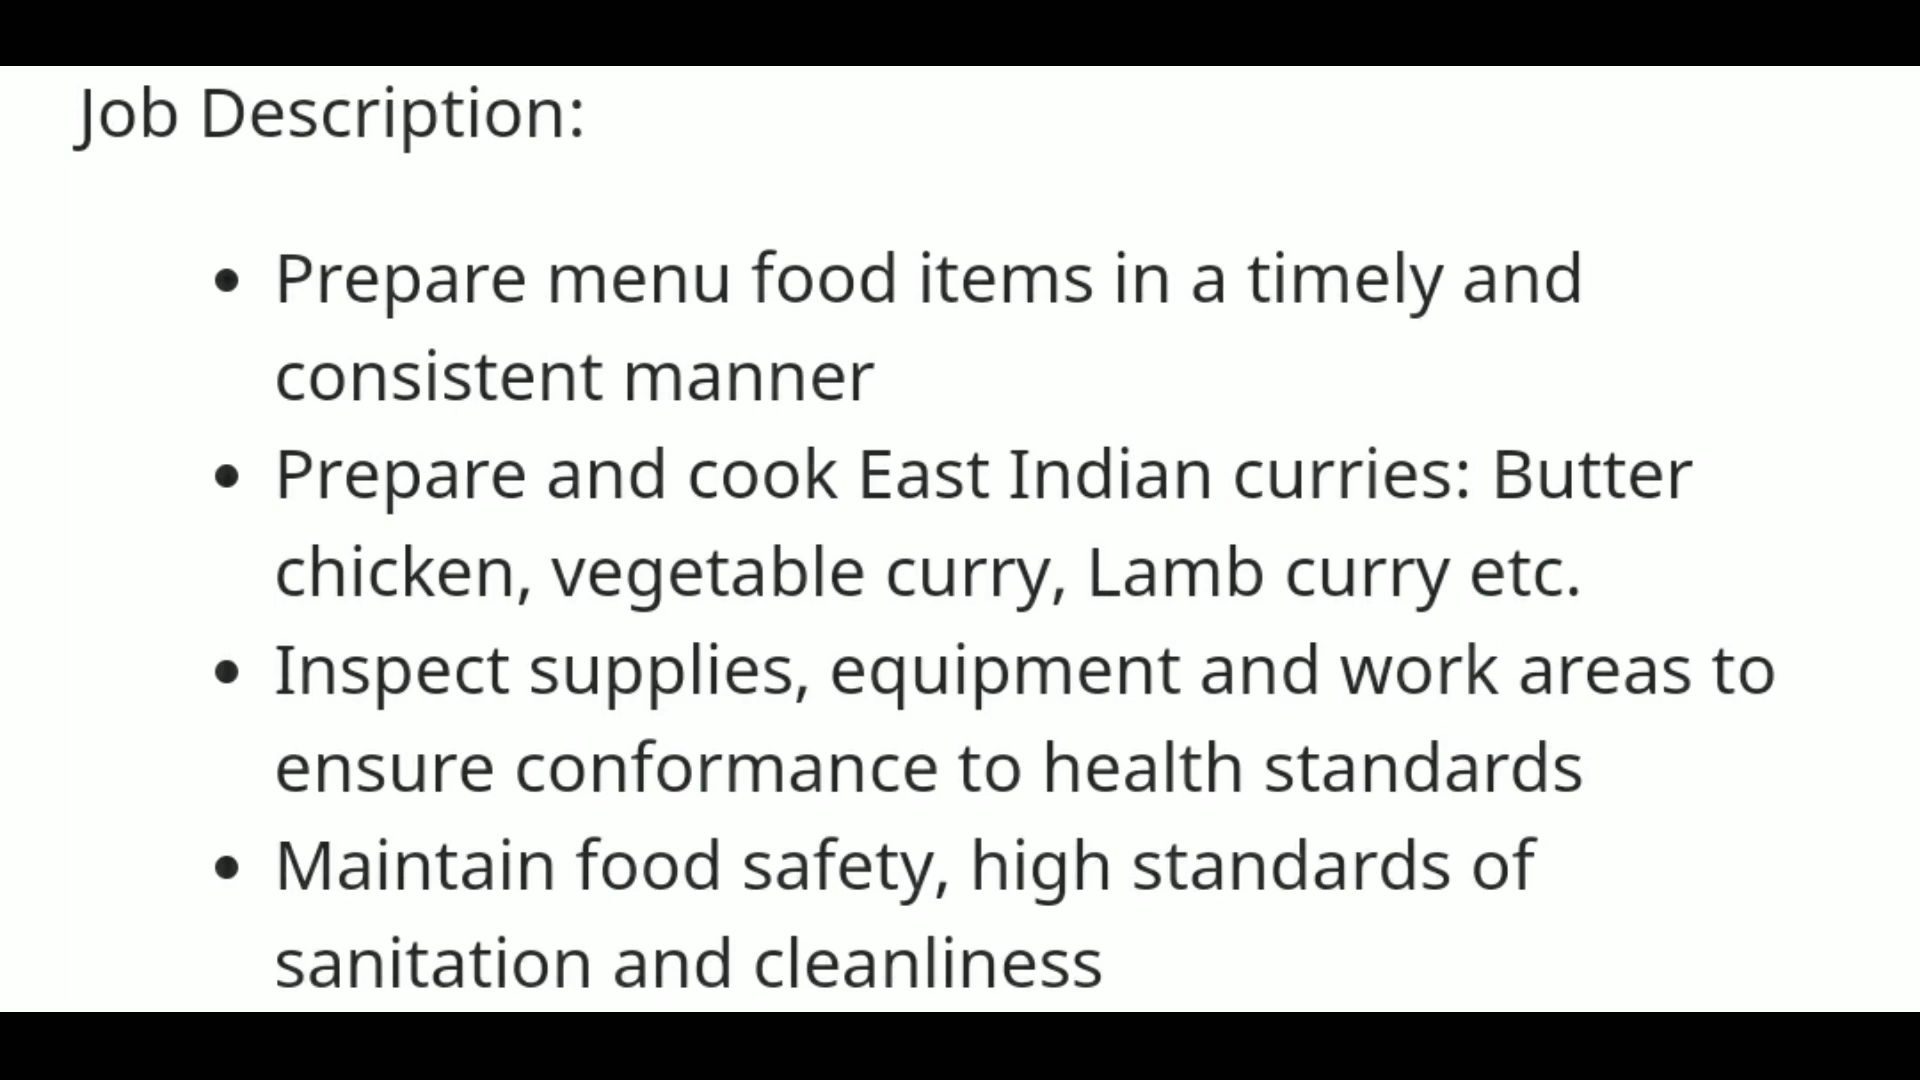 Job Description:
• Prepare menu food items in a timely and
consistent manner
• Prepare and cook East Indian curries: Butter
chicken, vegetable curry, Lamb curry etc.
• Inspect supplies, equipment and work areas to
ensure conformance to health standards
• Maintain food safety, high standards of
sanitation and cleanliness